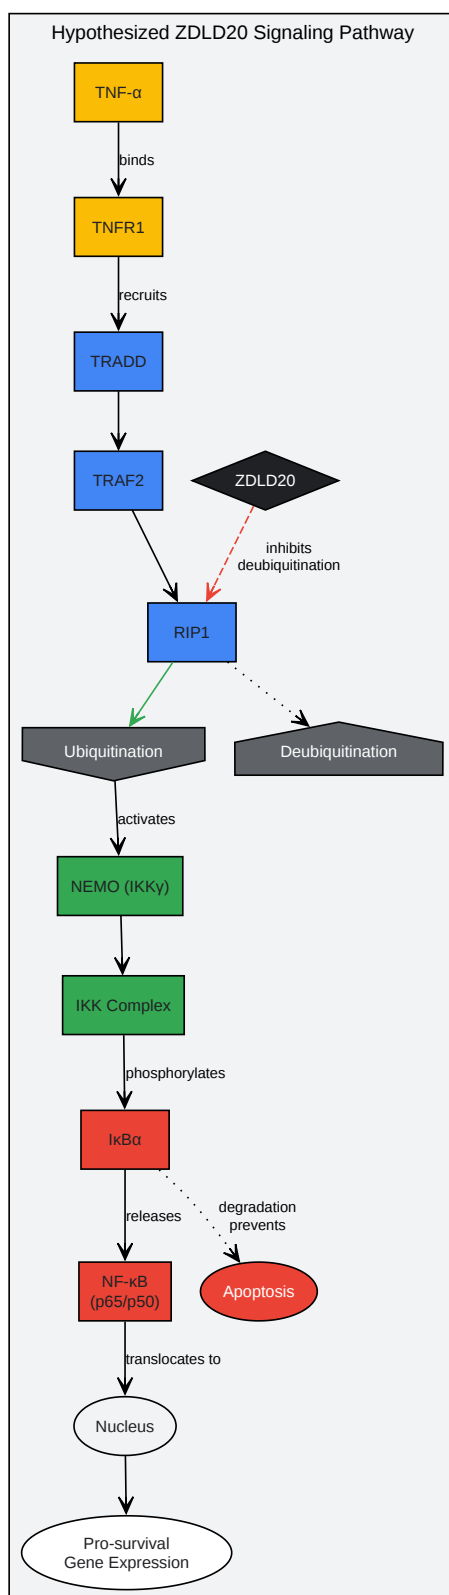 Hypothesized ZDLD20 Signaling Pathway
TNF-α
binds
TNFR1
recruits
TRADD
TRAF2
ZDLD20
inhibits
deubiquitination
RIP1
Ubiquitination
Deubiquitination
activates
NEMO (IKKγ)
IKK Complex
phosphorylates
IκBα
releases
degradation
prevents
NF-κB
(p65/p50)
Apoptosis
translocates to
Nucleus
Pro-survival
Gene Expression